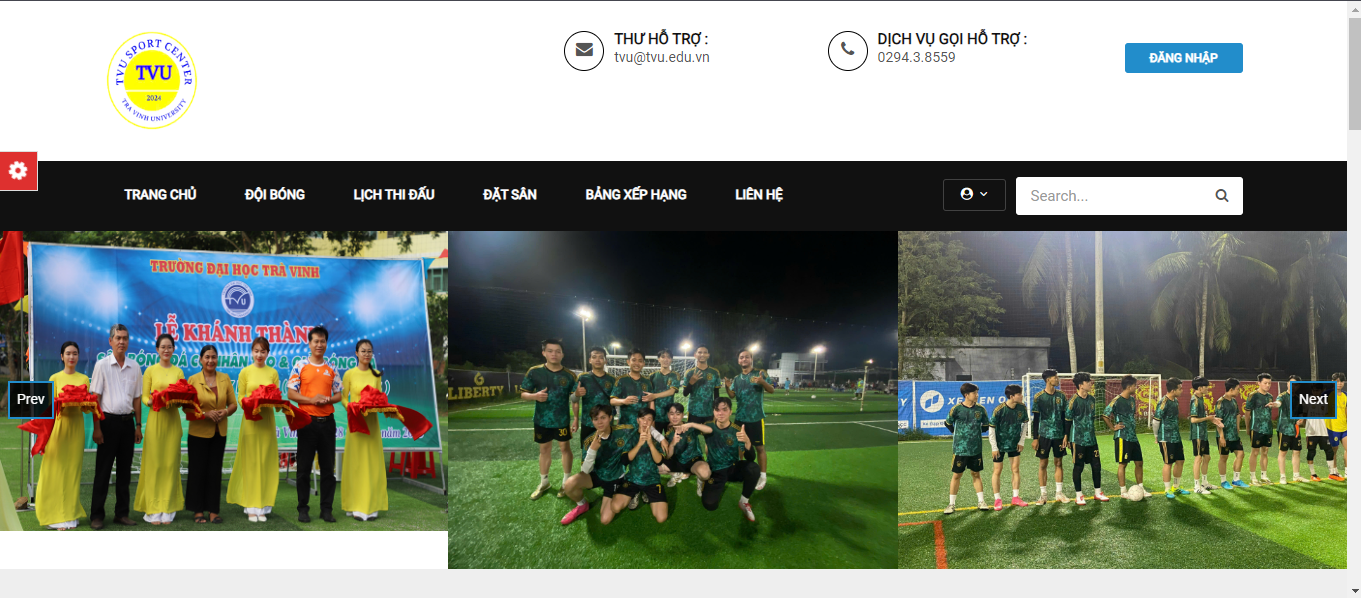 TVU SPORT CENTER
TVU
2024
TRA VINH UNIVERSITY
THƯ HỖ TRỢ :
tvu@tvu.edu.vn
DỊCH VỤ GỌI HỖ TRỢ :
0294.3.8559
ĐĂNG NHẬP
TRANG CHỦ
ĐỘI BÓNG
LỊCH THI ĐẤU
ĐẶT SÂN
BẢNG XẾP HẠNG
LIÊN HỆ
Search...
TRƯỜNG ĐẠI HỌC TRÀ VINH
TVU
LỄ KHÁNH THÀN
Prev
LIBERTY
Next